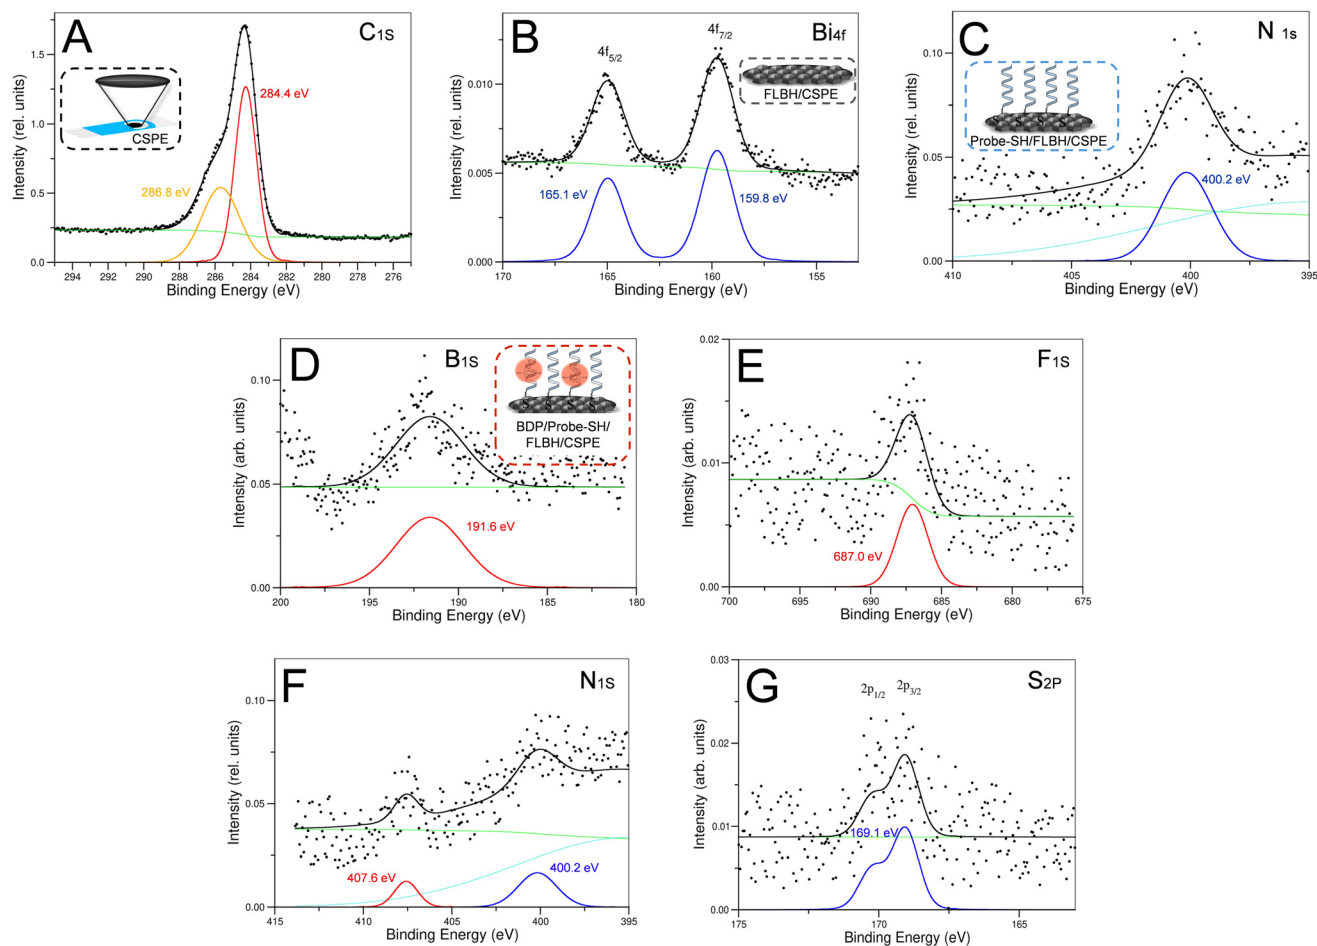 A
C1S
CSPE
284.4 eV
286.8 eV
Intensity (rel. units)
1.5
1.0
0.5
0.0
294 292 290 288 286 284 282 280 278 276
Binding Energy (eV)
B
Bi4f
4f5/2
4f7/2
FLBH/CSPE
165.1 eV
159.8 eV
Intensity (rel. units)
0.010
0.005
0.000
170 165 160 155
Binding Energy (eV)
C
N 1s
S S S S
Probe-SH/FLBH/CSPE
400.2 eV
Intensity (rel. units)
0.10
0.05
0.00
410 405 400 395
Binding Energy (eV)
D
B1S
S S S S
BDP/Probe-SH/
FLBH/CSPE
191.6 eV
Intensity (arb. units)
0.10
0.05
0.00
200 195 190 185 180
Binding Energy (eV)
E
F1S
687.0 eV
Intensity (arb. units)
0.02
0.01
0.00
700 695 690 685 680 675
Binding Energy (eV)
F
N1S
407.6 eV
400.2 eV
Intensity (rel. units)
0.10
0.05
0.00
415 410 405 400 395
Binding Energy (eV)
G
S2P
2p1/2
2p3/2
169.1 eV
Intensity (arb. units)
0.03
0.02
0.01
0.00
175 170 165
Binding Energy (eV)